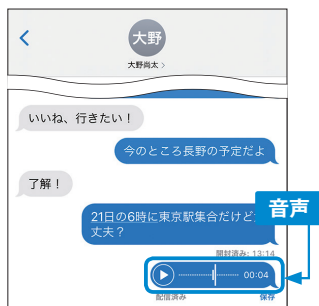 大野
大野尚太
いいね、行きたい！
今のところ長野の予定だよ
了解！
21日の6時に東京駅集合だけど
丈夫？
音声
開封済み: 13:14
00:04
配信済み
保存